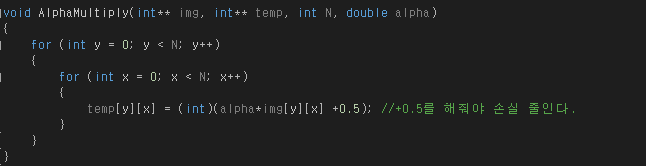 void AlphaMultiply(int** img, int** temp, int N, double alpha)
{
for (int y = 0; y < N; y++)
{
for (int x = 0; x < N; x++)
{
temp[y][x] = (int)(alpha*img[y][x] +0.5); //+0.5를 해줘야 손실 줄인다.
}
}
}